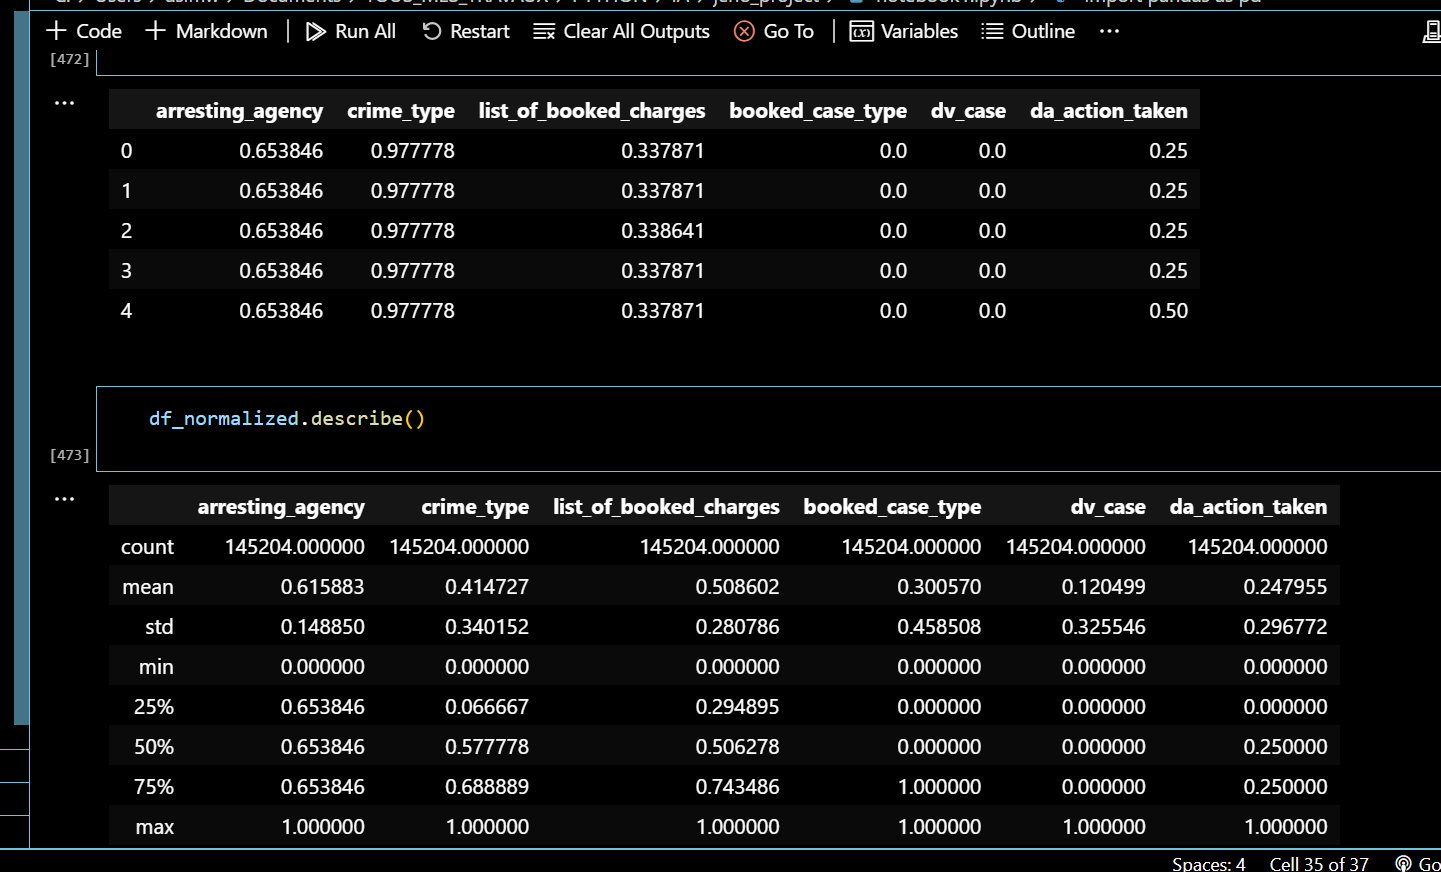 Code Markdown Run All Restart Clear All Outputs Go To Variables Outline ...
[472]
...
arresting_agency crime_type list_of_booked_charges booked_case_type dv_case da_action_taken
0 0.653846 0.977778 0.337871 0.0 0.0 0.25
1 0.653846 0.977778 0.337871 0.0 0.0 0.25
2 0.653846 0.977778 0.338641 0.0 0.0 0.25
3 0.653846 0.977778 0.337871 0.0 0.0 0.25
4 0.653846 0.977778 0.337871 0.0 0.0 0.50
df_normalized.describe()
[473]
...
arresting_agency crime_type list_of_booked_charges booked_case_type dv_case da_action_taken
count 145204.000000 145204.000000 145204.000000 145204.000000 145204.000000 145204.000000
mean 0.615883 0.414727 0.508602 0.300570 0.120499 0.247955
std 0.148850 0.340152 0.280786 0.458508 0.325546 0.296772
min 0.000000 0.000000 0.000000 0.000000 0.000000 0.000000
25% 0.653846 0.066667 0.294895 0.000000 0.000000 0.000000
50% 0.653846 0.577778 0.506278 0.000000 0.000000 0.250000
75% 0.653846 0.688889 0.743486 1.000000 0.000000 0.250000
max 1.000000 1.000000 1.000000 1.000000 1.000000 1.000000
Spaces: 4 Cell 35 of 37 Go